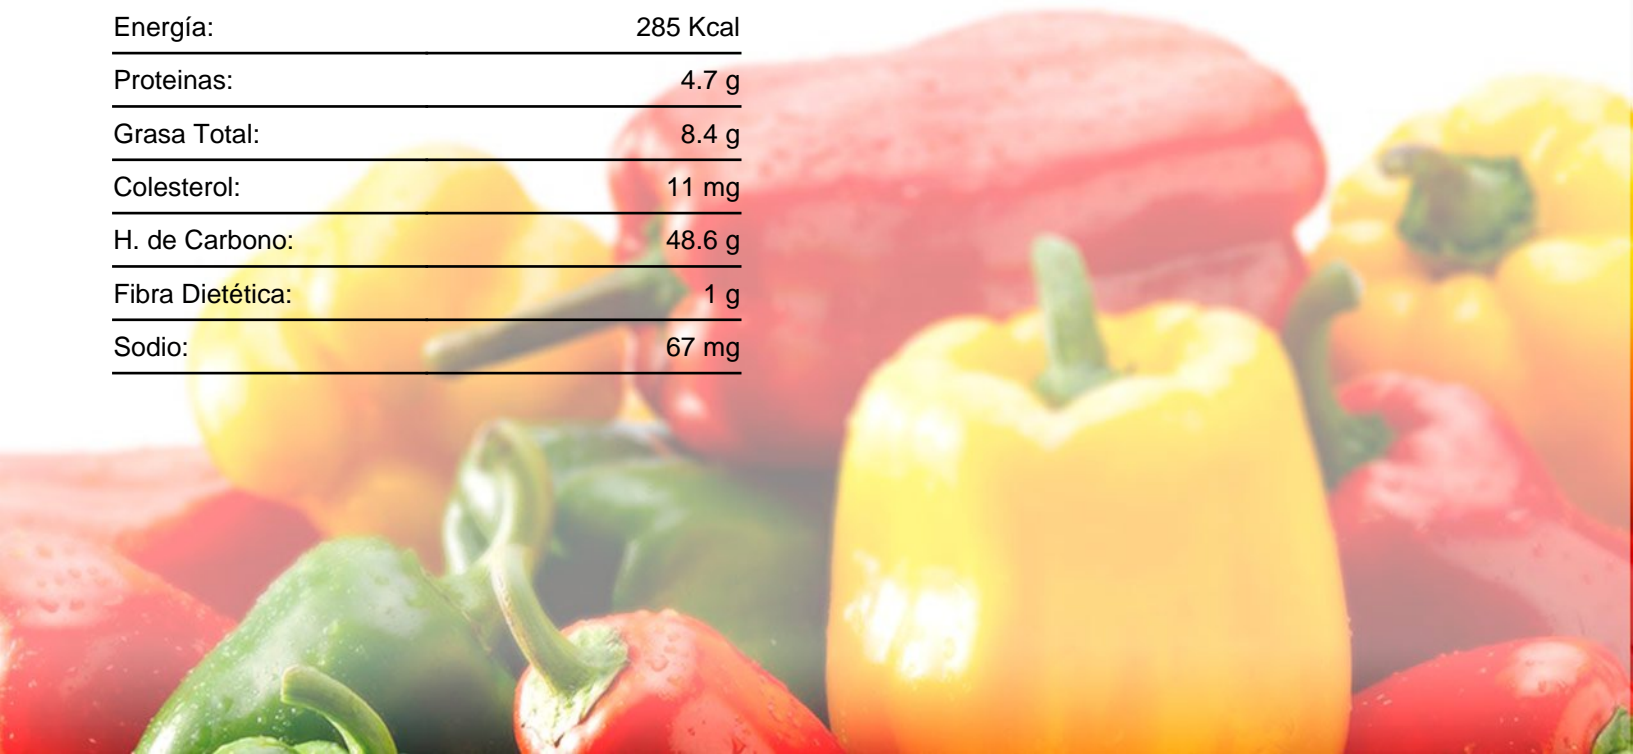 Energía: 285 Kcal
Proteinas: 4.7 g
Grasa Total: 8.4 g
Colesterol: 11 mg
H. de Carbono: 48.6 g
Fibra Dietética: 1 g
Sodio: 67 mg